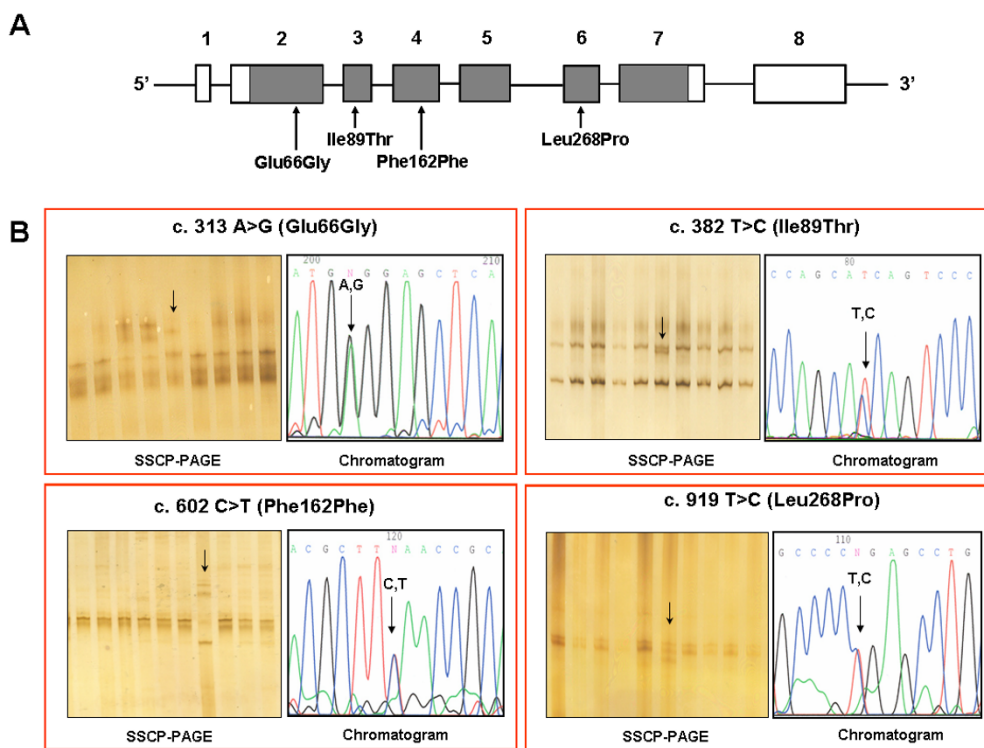 A
1 2 3 4 5 6 7 8
5’ 3’
Glu66Gly
Ile89Thr
Phe162Phe
Leu268Pro
B
c. 313 A>G (Glu66Gly)
200 210
A T G N G G A G C T C A
A,G
SSCP-PAGE Chromatogram
c. 382 T>C (Ile89Thr)
80
C C A G C A T C A G T C C C
T,C
SSCP-PAGE Chromatogram
c. 602 C>T (Phe162Phe)
120
A C G C T T N A A C C G C
C,T
SSCP-PAGE Chromatogram
c. 919 T>C (Leu268Pro)
110
G C C C C N G A G C C T G
T,C
SSCP-PAGE Chromatogram